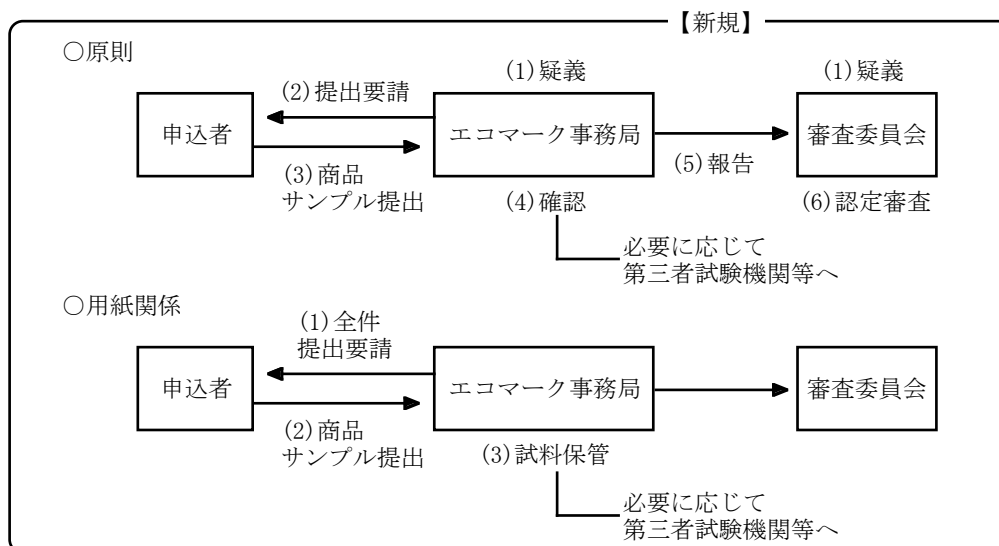 【新規】
○原則
(1)疑義
(1)疑義
(2)提出要請
申込者
エコマーク事務局
審査委員会
(3)商品
サンプル提出
(5)報告
(4)確認
(6)認定審査
必要に応じて
第三者試験機関等へ
○用紙関係
(1)全件
提出要請
申込者
エコマーク事務局
審査委員会
(2)商品
サンプル提出
(3)試料保管
必要に応じて
第三者試験機関等へ